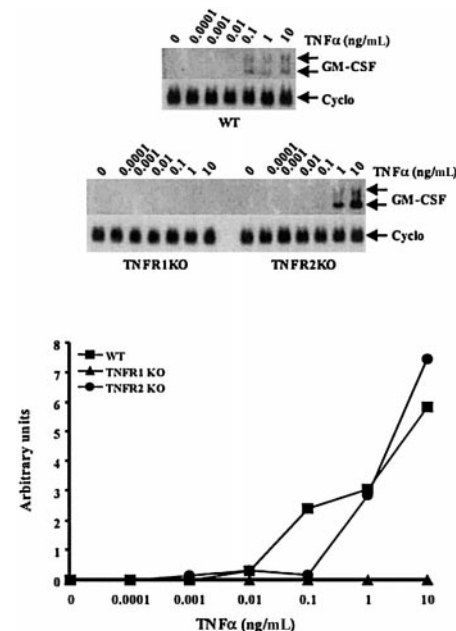 0 0.0001 0.001 0.01 0.1 1 10 TNFα (ng/mL)
GM-CSF
Cyclo
WT
0 0.0001 0.001 0.01 0.1 1 10 0 0.0001 0.001 0.01 0.1 1 10 TNFα (ng/mL)
GM-CSF
Cyclo
TNFR1KO TNFR2KO
8
7
6
5
4
3
2
1
0
Arbitrary units
WT
TNFR1 KO
TNFR2 KO
0 0.0001 0.001 0.01 0.1 1 10
TNFα (ng/mL)